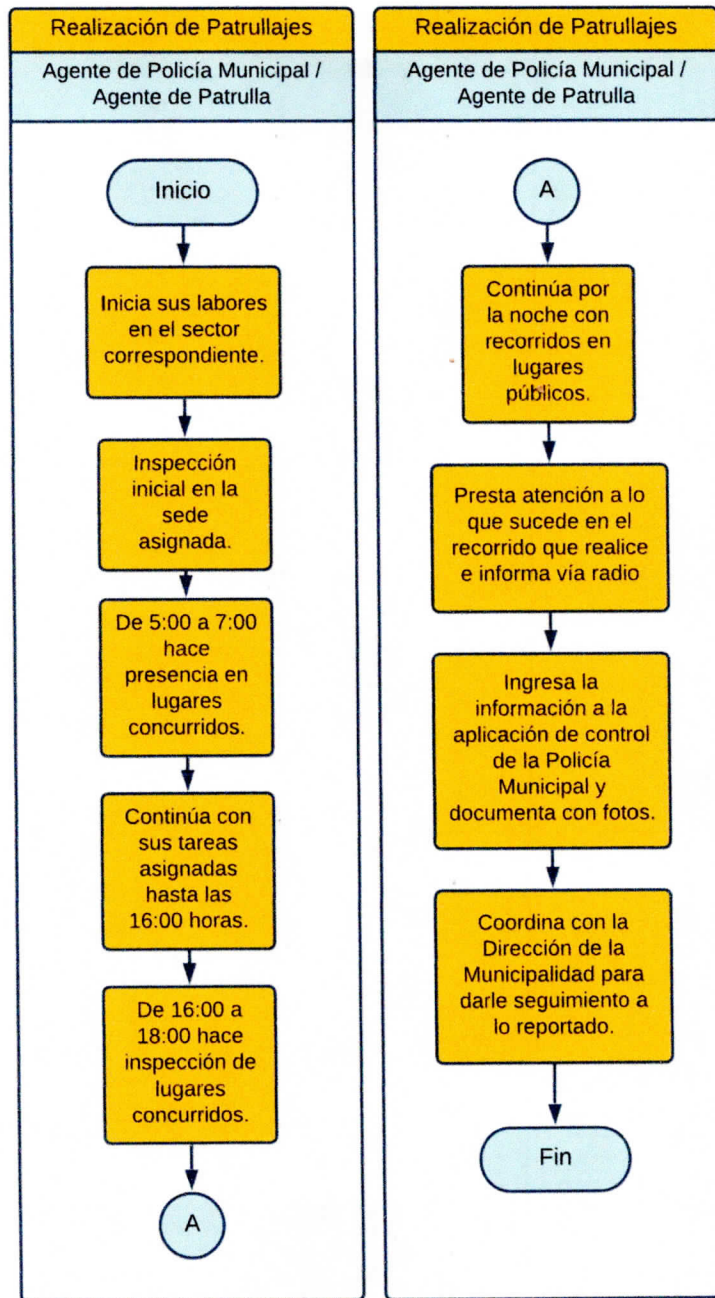 Realización de Patrullajes
Agente de Policía Municipal /
Agente de Patrulla
Inicio
Inicia sus labores
en el sector
correspondiente.
Inspección
inicial en la
sede
asignada.
De 5:00 a 7:00
hace
presencia en
lugares
concurridos.
Continúa con
sus tareas
asignadas
hasta las
16:00 horas.
De 16:00 a
18:00 hace
inspección de
lugares
concurridos.
A
Realización de Patrullajes
Agente de Policía Municipal /
Agente de Patrulla
A
Continúa por
la noche con
recorridos en
lugares
públicos.
Presta atención a lo
que sucede en el
recorrido que realice
e informa vía radio
Ingresa la
información a la
aplicación de control
de la Policía
Municipal y
documenta con fotos.
Coordina con la
Dirección de la
Municipalidad para
darle seguimiento a
lo reportado.
Fin